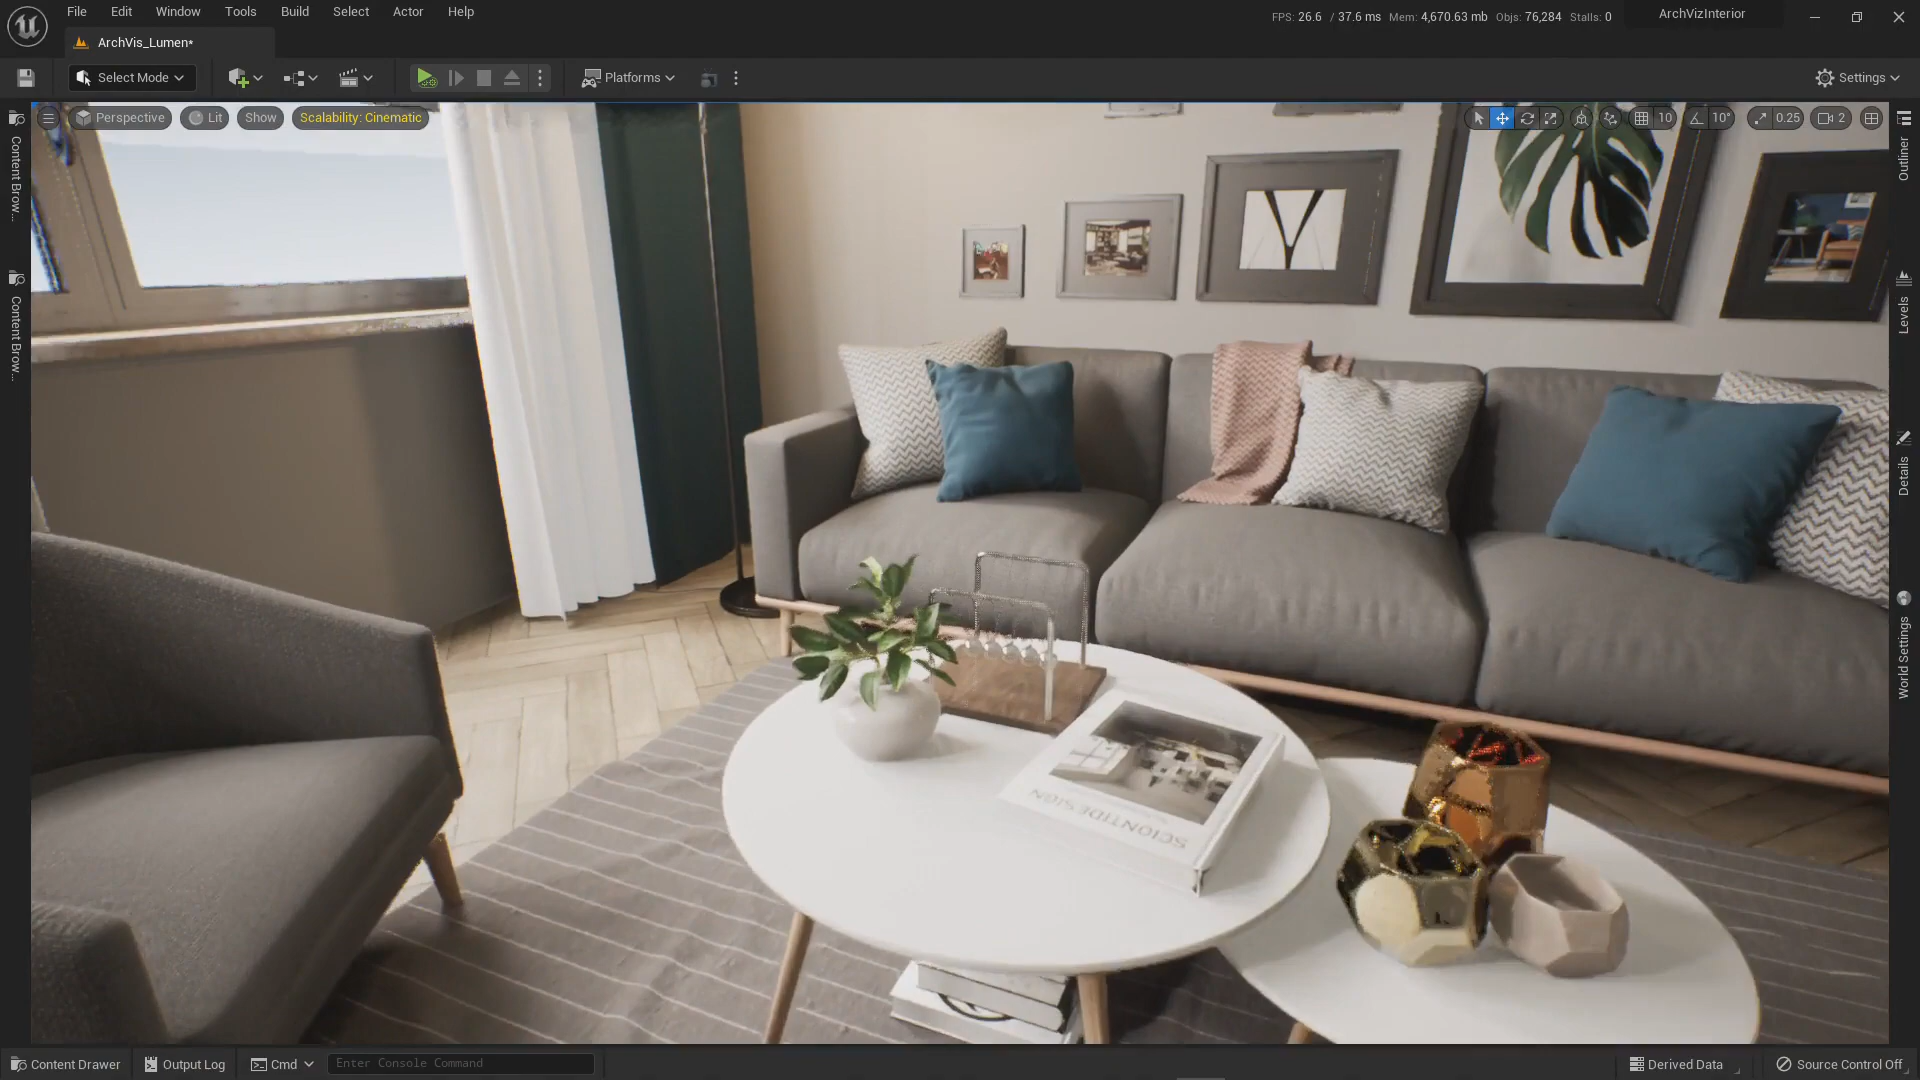 File Edit Window Tools Build Select Actor Help
FPS: 26.6 / 37.6 ms Mem: 4,670.63 mb Objs: 76,284 Stalls: 0
ArchVizInterior
ArchVis_Lumen*
Select Mode
Platforms
Settings
Perspective Lit Show Scalability: Cinematic
10 10° 0.25 2
Content Brow...
Content Brow...
Outliner
Levels
Details
World Settings
SCIONTIDESIGN
Content Drawer Output Log Cmd Enter Console Command
Derived Data Source Control Off